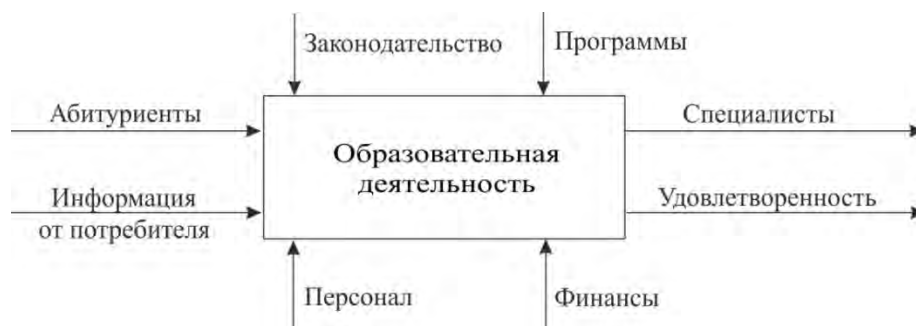 Законодательство
Программы
Абитуриенты
Специалисты
Образовательная
деятельность
Информация
от потребителя
Удовлетворенность
Персонал
Финансы